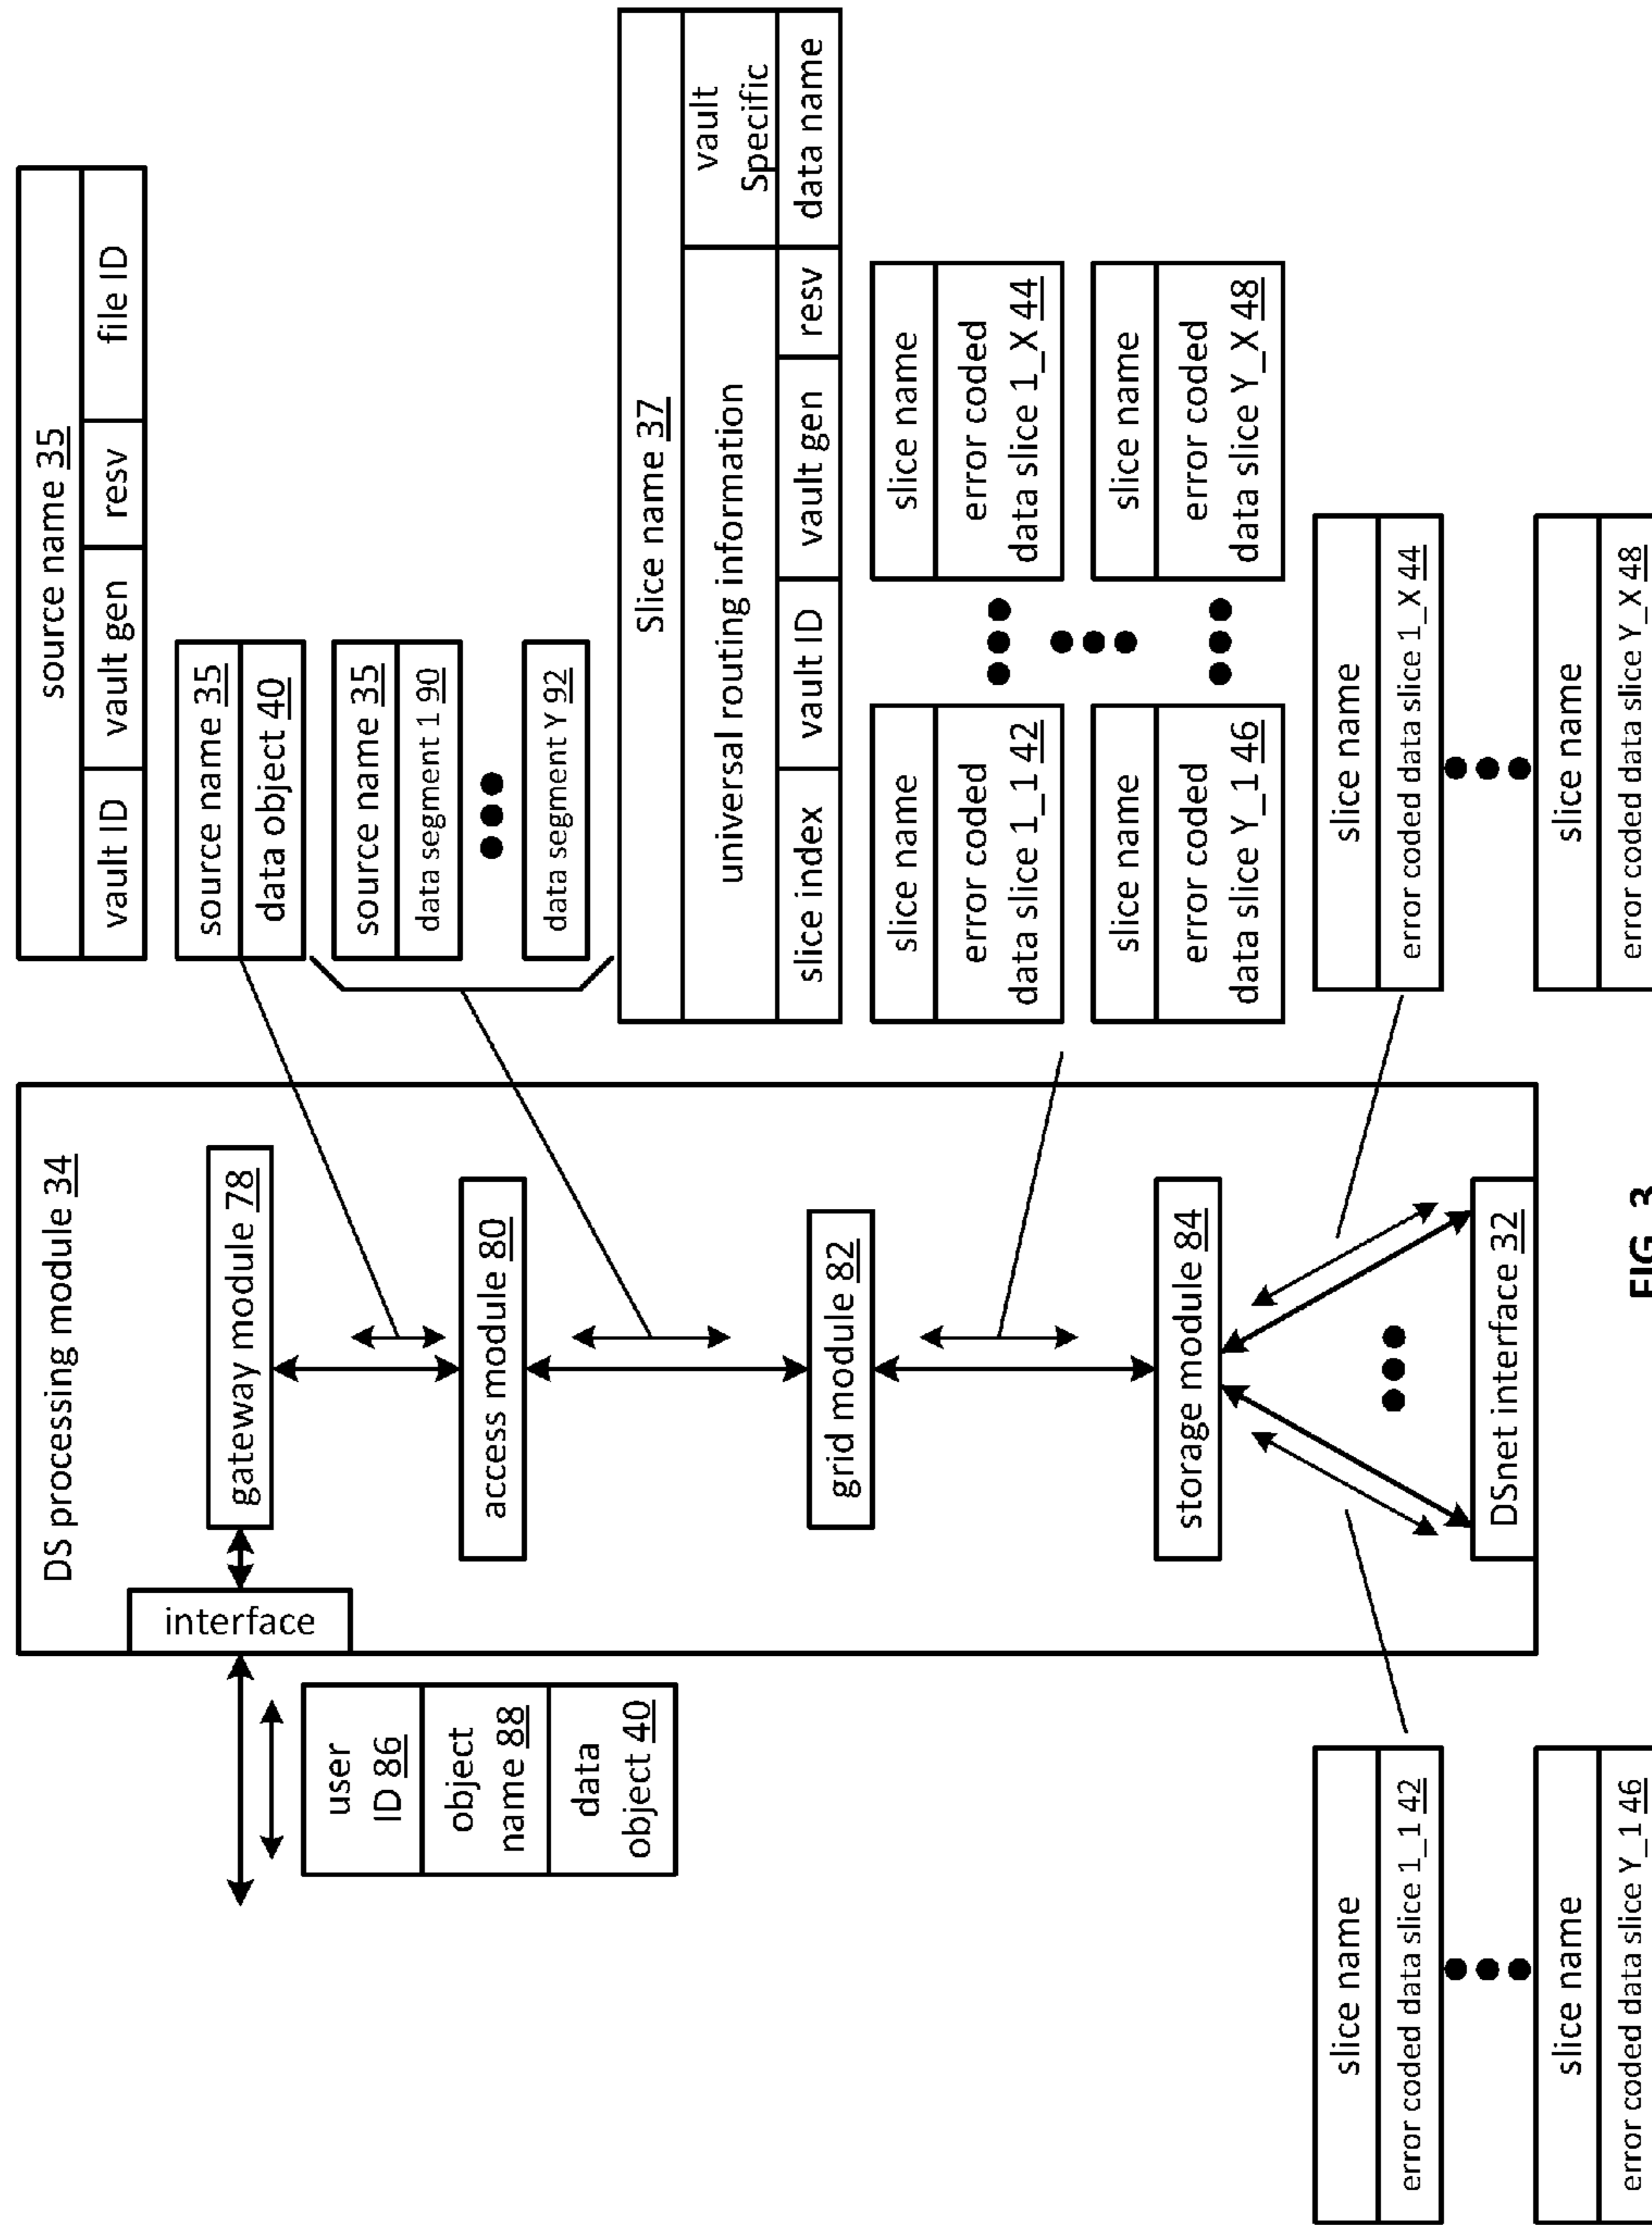 DS processing module 34
interface
gateway module 78
access module 80
grid module 82
storage module 84
DSnet interface 32
user
ID 86
object
name 88
data
object 40
source name 35
vault ID
vault gen
resv
file ID
source name 35
data object 40
source name 35
data segment 1 90
data segment Y 92
Slice name 37
universal routing information
vault
Specific
slice index
vault ID
vault gen
resv
data name
slice name
error coded
data slice 1_1 42
slice name
error coded
data slice 1_X 44
slice name
error coded
data slice Y_1 46
slice name
error coded
data slice Y_X 48
slice name
error coded data slice 1_1 42
slice name
error coded data slice Y_1 46
slice name
error coded data slice 1_X 44
slice name
error coded data slice Y_X 48
FIG. 3